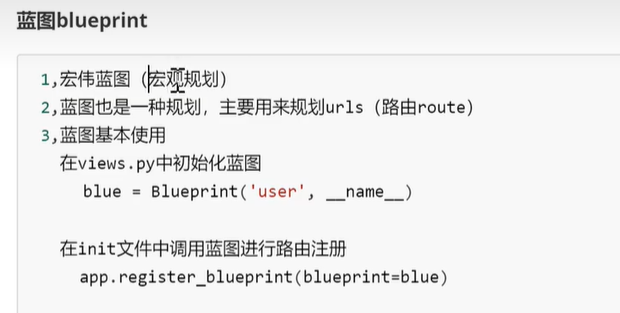 蓝图blueprint
1,宏伟蓝图（宏观规划）
2,蓝图也是一种规划，主要用来规划urls（路由route）
3,蓝图基本使用
在views.py中初始化蓝图
blue = Blueprint('user', __name__)
在init文件中调用蓝图进行路由注册
app.register_blueprint(blueprint=blue)